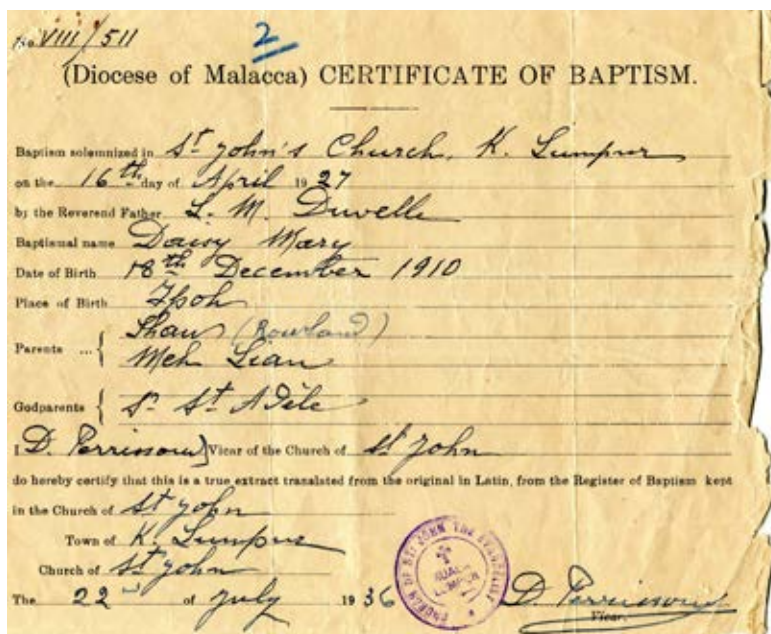 No. VIII/511
2
(Diocese of Malacca) CERTIFICATE OF BAPTISM.
Baptism solemnized in St John's Church, K. Lumpur
on the 16th day of April 1927
by the Reverend Father L. M. Duvelle
Baptismal name Daisy Mary
Date of Birth 18th December 1910
Place of Birth Ipoh
Shaw (Rowland)
Parents ... {
Meh Lian
Godparents { Sr St Adèle
I D. Perrissoud Vicar of the Church of St John
do hereby certify that this is a true extract translated from the original in Latin, from the Register of Baptism kept
in the Church of St John
Town of K. Lumpur
Church of St John
The 22nd of July 1936
CHURCH OF ST. JOHN THE EVANGELIST
KUALA
LUMPUR
D. Perrissoud
Vicar.